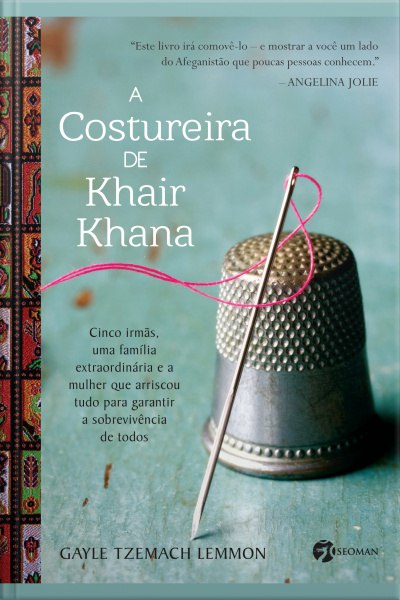 “Este livro irá comovê-lo – e mostrar a você um lado
do Afeganistão que poucas pessoas conhecem.”
– ANGELINA JOLIE
A
Costureira
DE
Khair
Khana
Cinco irmãs,
uma família
extraordinária e a
mulher que arriscou
tudo para garantir
a sobrevivência
de todos
GAYLE TZEMACH LEMMON
SEOMAN